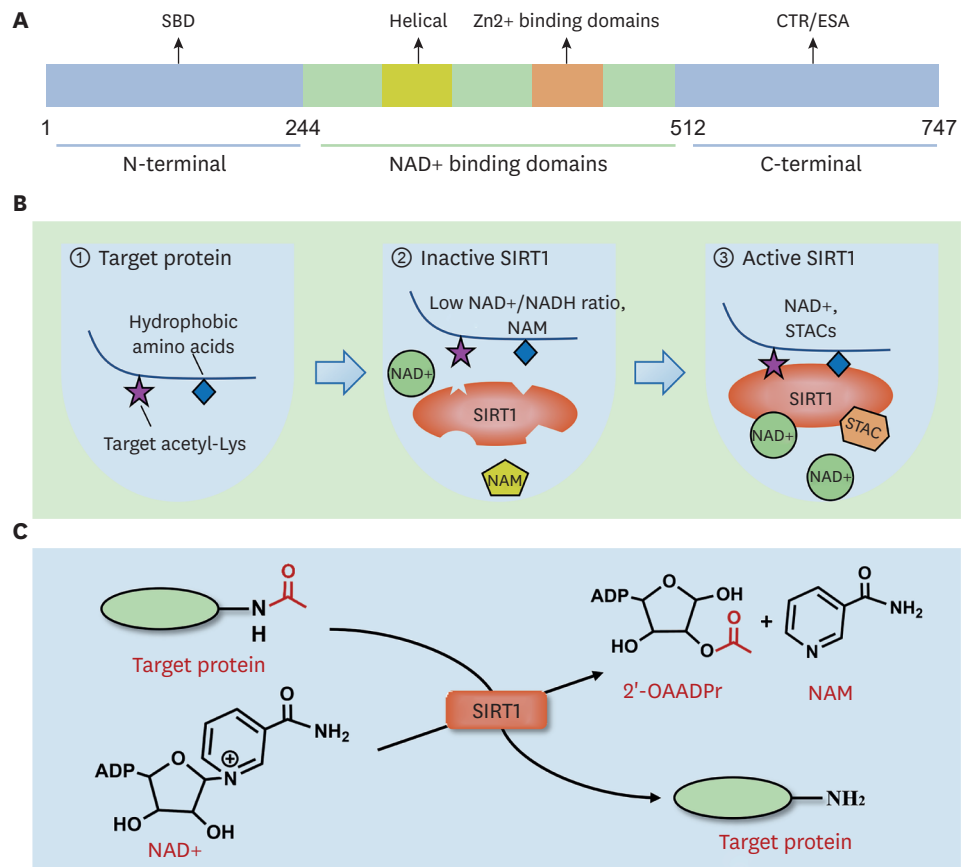 A
SBD
Helical
Zn2+ binding domains
CTR/ESA
1
244
512
747
N-terminal
NAD+ binding domains
C-terminal
B
① Target protein
Hydrophobic
amino acids
Target acetyl-Lys
② Inactive SIRT1
Low NAD+/NADH ratio,
NAM
NAD+
SIRT1
NAM
③ Active SIRT1
NAD+,
STACs
SIRT1
NAD+
STAC
NAD+
C
O
N
H
Target protein
O
NH2
N
+
ADP
O
HO
OH
NAD+
SIRT1
ADP
O
OH
HO
O
O
2'-OAADPr
+
O
NH2
N
NAM
NH2
Target protein